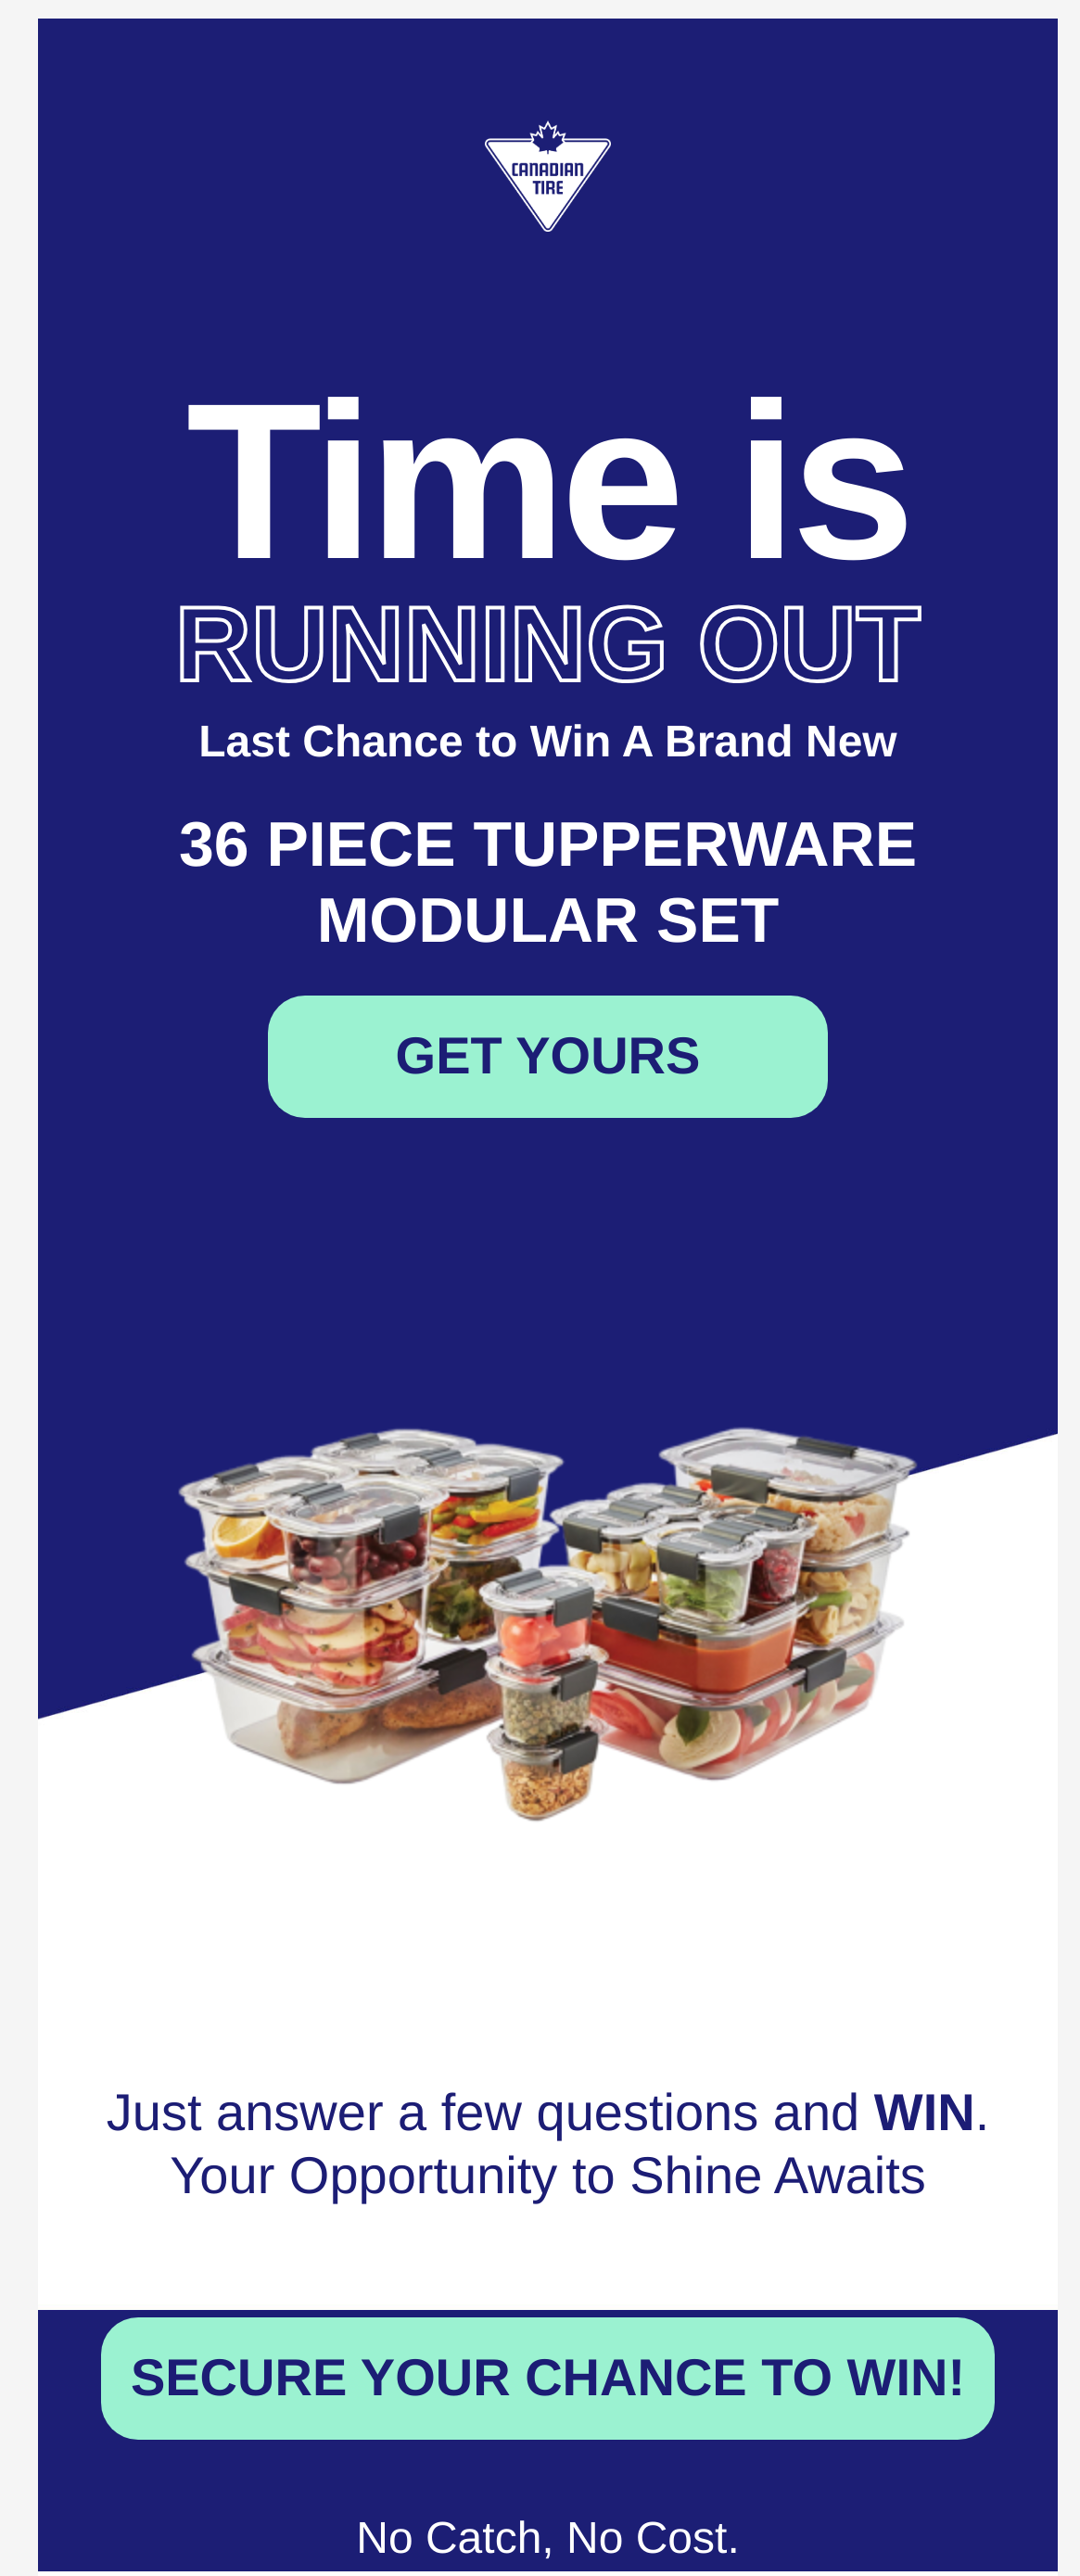 CANADIAN
TIRE
Time is
RUNNING OUT
Last Chance to Win A Brand New
36 PIECE TUPPERWARE
MODULAR SET
GET YOURS
Just answer a few questions and WIN.
Your Opportunity to Shine Awaits
SECURE YOUR CHANCE TO WIN!
No Catch, No Cost.